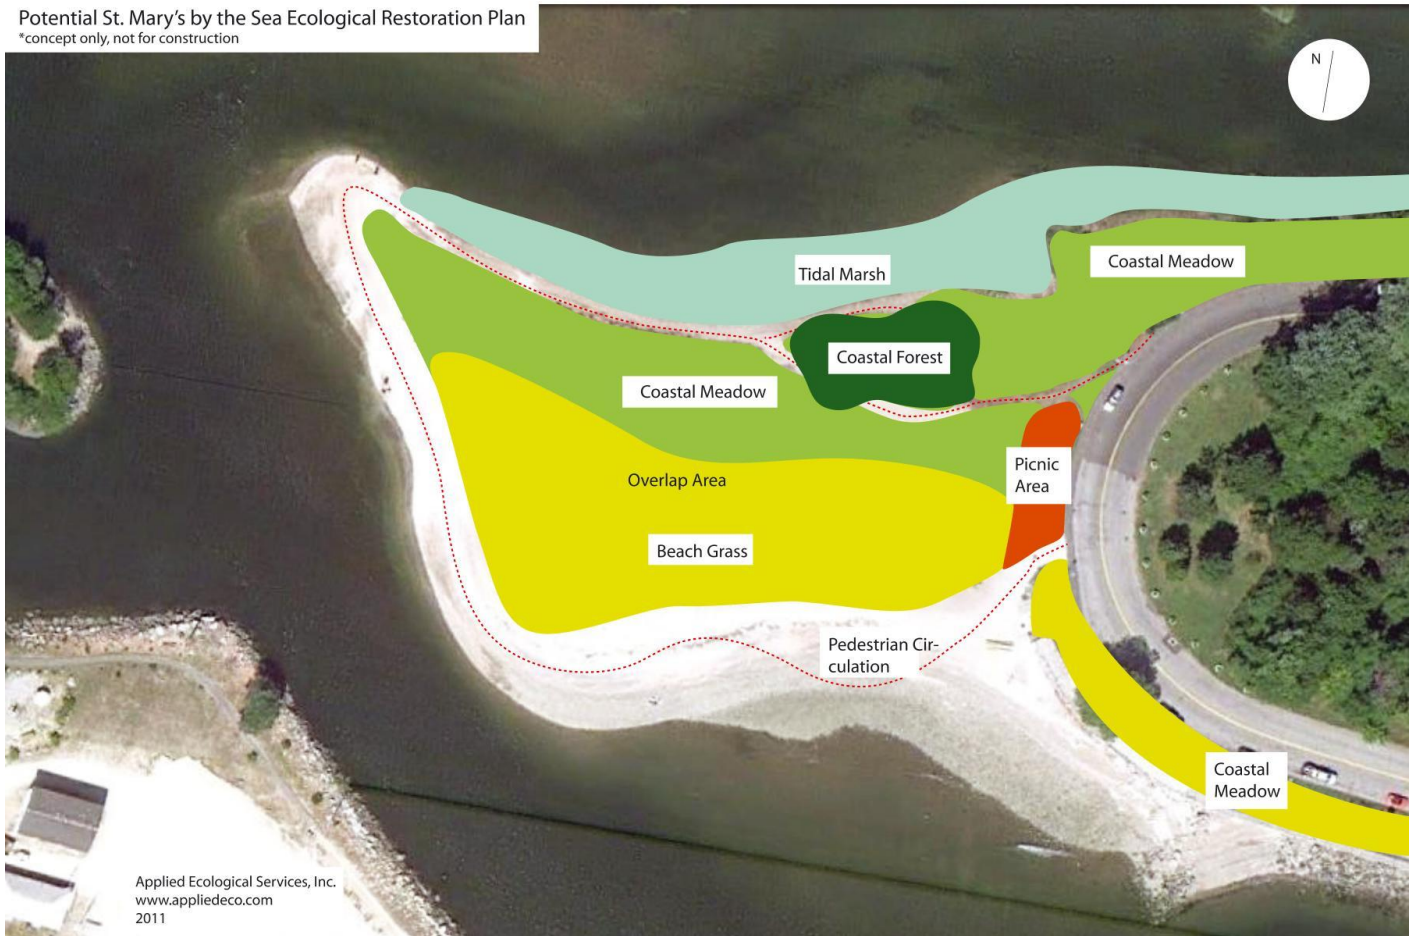 Potential St. Mary's by the Sea Ecological Restoration Plan
*concept only, not for construction
N
Tidal Marsh
Coastal Meadow
Coastal Forest
Coastal Meadow
Picnic
Area
Overlap Area
Beach Grass
Pedestrian Cir-
culation
Coastal
Meadow
Applied Ecological Services, Inc.
www.appliedeco.com
2011